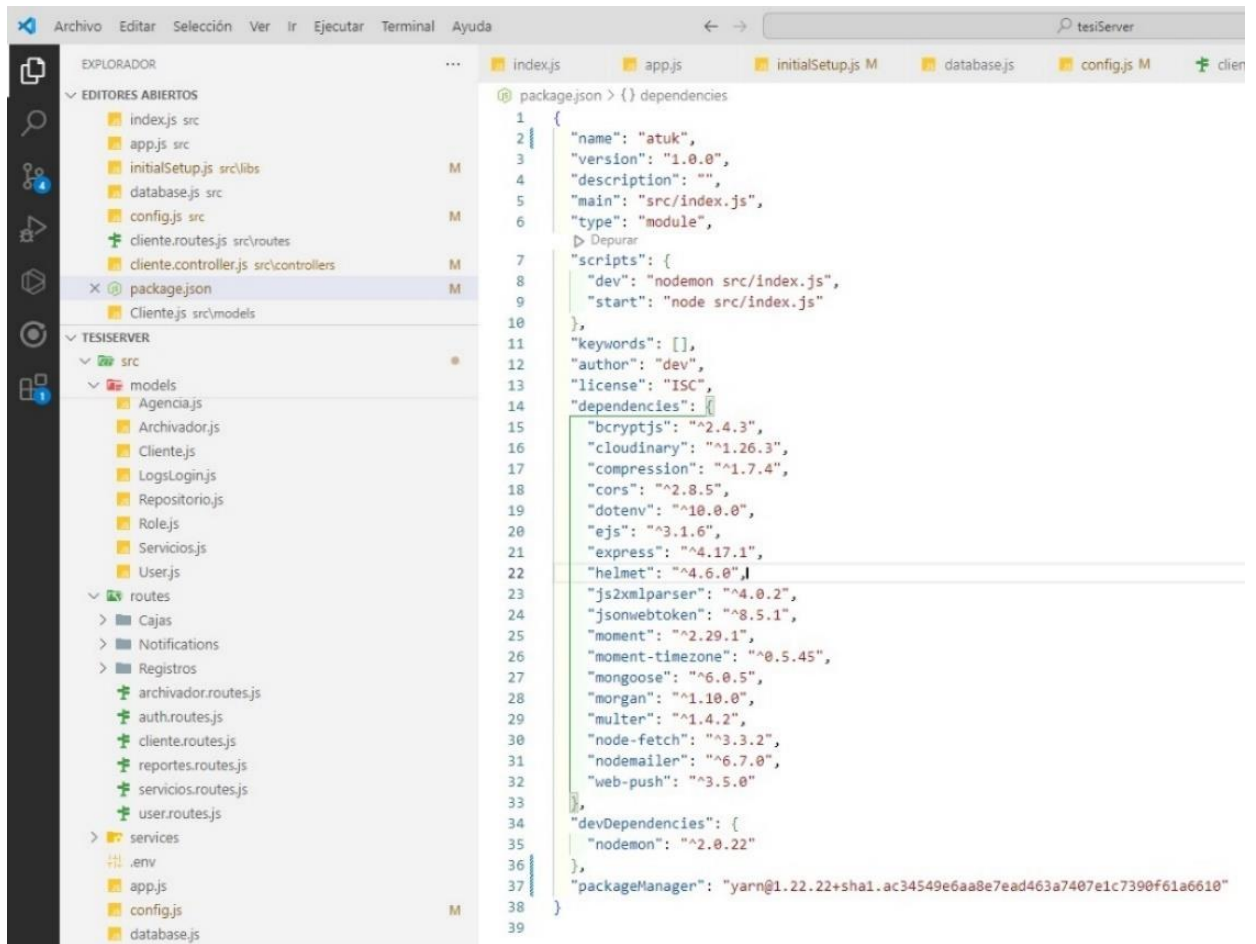 Archivo Editar Selección Ver Ir Ejecutar Terminal Ayuda
tesiServer
EXPLORADOR
EDITORES ABIERTOS
index.js src
app.js src
initialSetup.js src\libs M
database.js src
config.js src M
cliente.routes.js src\routes
cliente.controller.js src\controllers M
package.json M
Cliente.js src\models
TESISERVER
src
models
Agencia.js
Archivador.js
Cliente.js
LogsLogin.js
Repositorio.js
Role.js
Servicios.js
User.js
routes
Cajas
Notifications
Registros
archivador.routes.js
auth.routes.js
cliente.routes.js
reportes.routes.js
servicios.routes.js
user.routes.js
services
.env
app.js
config.js M
database.js
4
1
index.js app.js initialSetup.js M database.js config.js M clien
package.json > {} dependencies
1 {
2 "name": "atuk",
3 "version": "1.0.0",
4 "description": "",
5 "main": "src/index.js",
6 "type": "module",
Depurar
7 "scripts": {
8 "dev": "nodemon src/index.js",
9 "start": "node src/index.js"
10 },
11 "keywords": [],
12 "author": "dev",
13 "license": "ISC",
14 "dependencies": {
15 "bcryptjs": "^2.4.3",
16 "cloudinary": "^1.26.3",
17 "compression": "^1.7.4",
18 "cors": "^2.8.5",
19 "dotenv": "^10.0.0",
20 "ejs": "^3.1.6",
21 "express": "^4.17.1",
22 "helmet": "^4.6.0",
23 "js2xmlparser": "^4.0.2",
24 "jsonwebtoken": "^8.5.1",
25 "moment": "^2.29.1",
26 "moment-timezone": "^0.5.45",
27 "mongoose": "^6.0.5",
28 "morgan": "^1.10.0",
29 "multer": "^1.4.2",
30 "node-fetch": "^3.3.2",
31 "nodemailer": "^6.7.0",
32 "web-push": "^3.5.0"
33 },
34 "devDependencies": {
35 "nodemon": "^2.0.22"
36 },
37 "packageManager": "yarn@1.22.22+sha1.ac34549e6aa8e7ead463a7407e1c7390f61a6610"
38 }
39